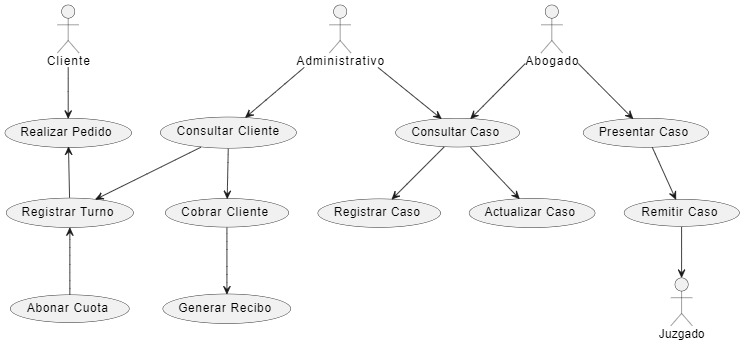 Cliente
Administrativo
Abogado
Realizar Pedido
Consultar Cliente
Consultar Caso
Presentar Caso
Registrar Turno
Cobrar Cliente
Registrar Caso
Actualizar Caso
Remitir Caso
Abonar Cuota
Generar Recibo
Juzgado